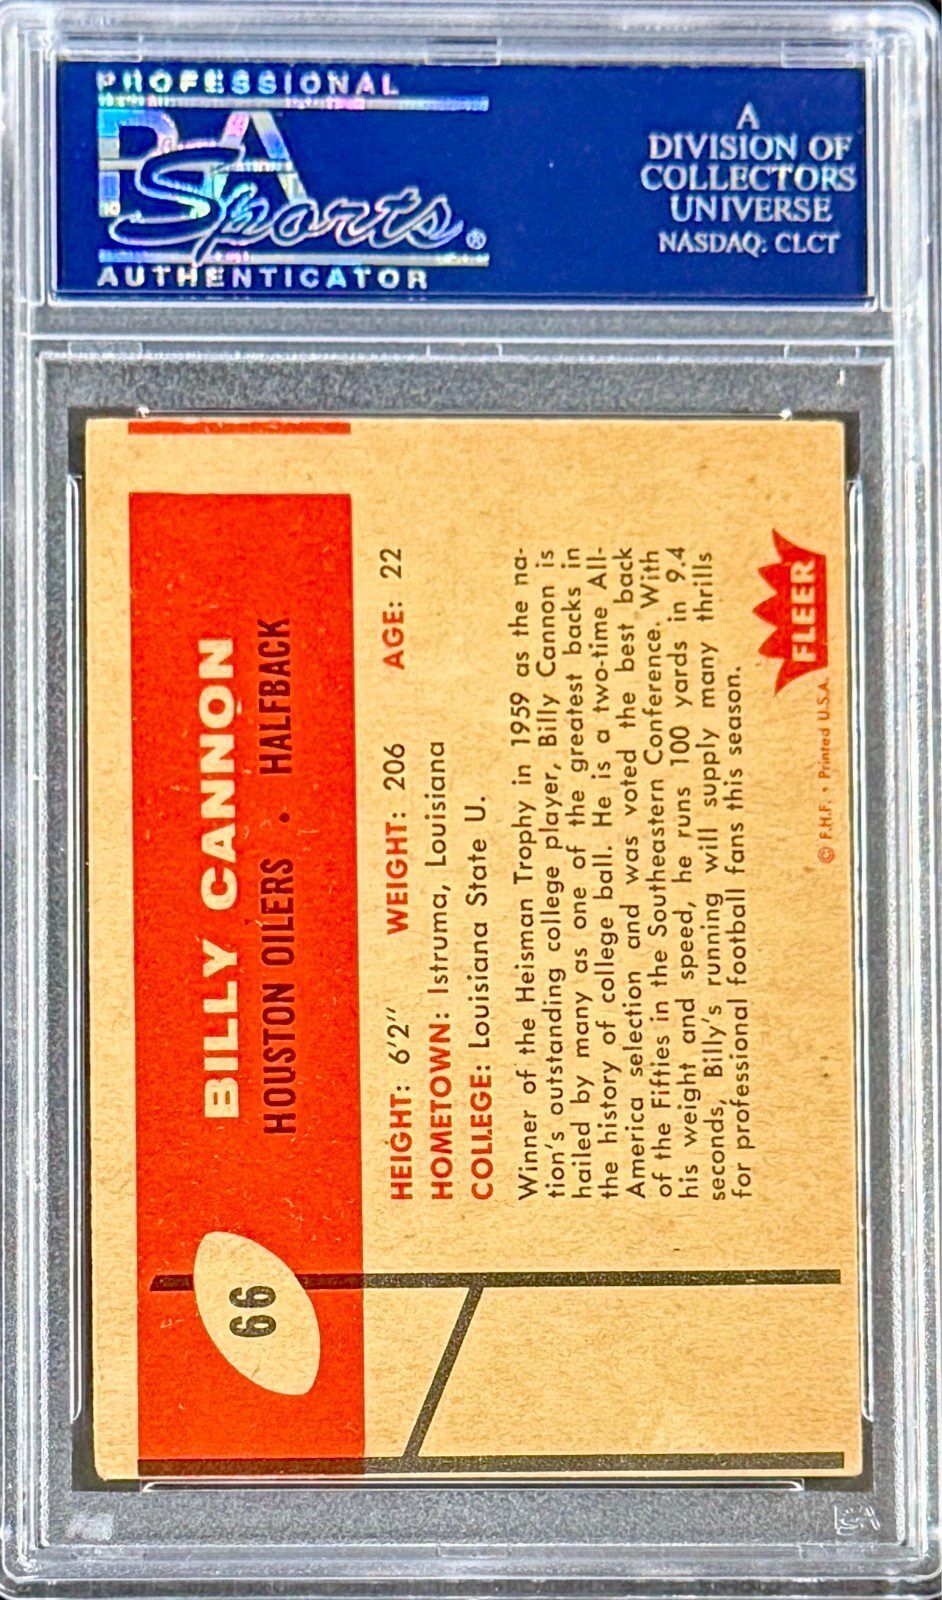 PROFESSIONAL
PSA
Sports®
AUTHENTICATOR
A
DIVISION OF
COLLECTORS
UNIVERSE
NASDAQ: CLCT
66
BILLY CANNON
HOUSTON OILERS • HALFBACK
HEIGHT: 6'2" WEIGHT: 206 AGE: 22
HOMETOWN: Istruma, Louisiana
COLLEGE: Louisiana State U.
Winner of the Heisman Trophy in 1959 as the na-
tion's outstanding college player, Billy Cannon is
hailed by many as one of the greatest backs in
the history of college ball. He is a two-time All-
America selection and was voted the best back
of the Fifties in the Southeastern Conference. With
his weight and speed, he runs 100 yards in 9.4
seconds, Billy's running will supply many thrills
for professional football fans this season.
FLEER
© F.H.F. • Printed U.S.A.